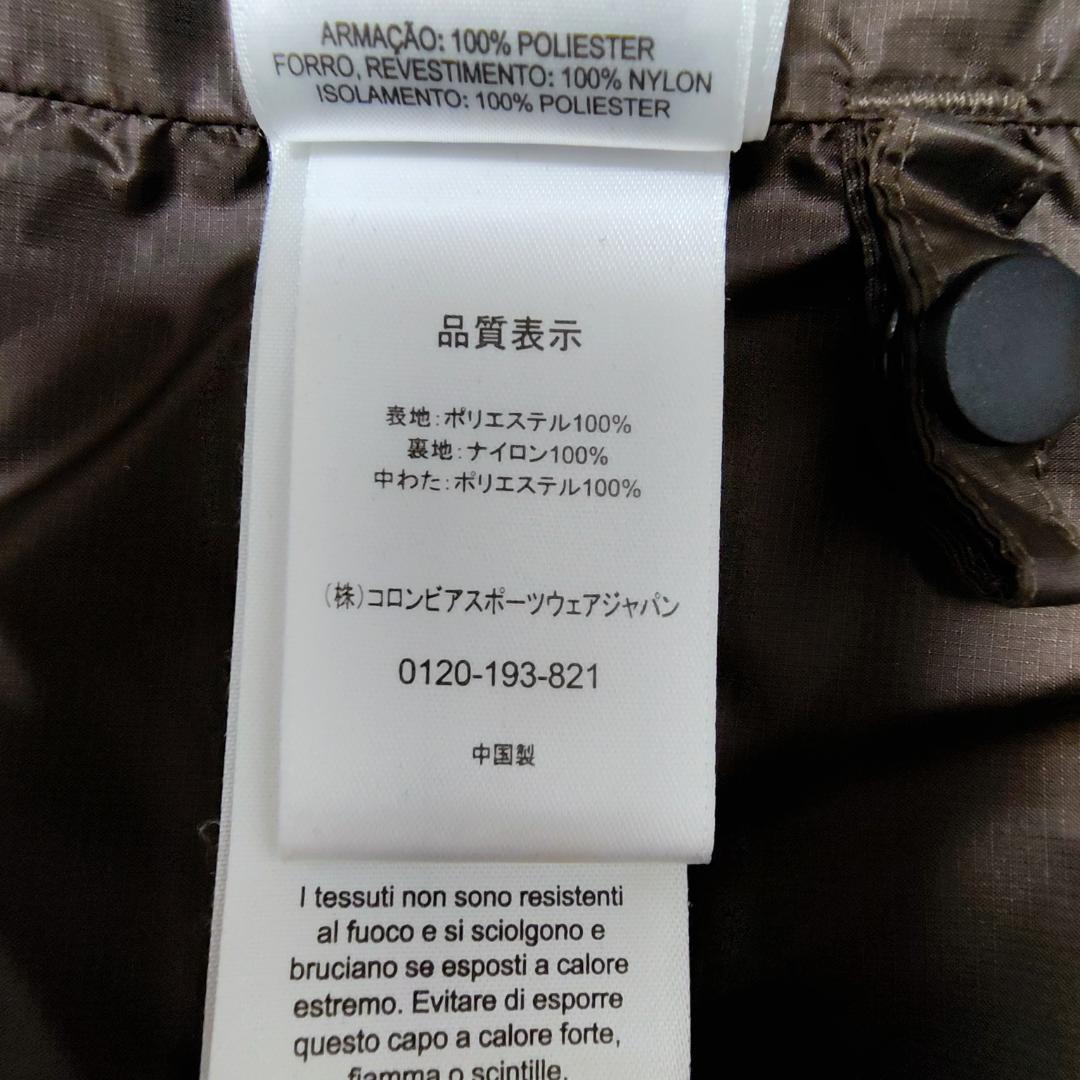 ARMAÇÃO: 100% POLIESTER
FORRO, REVESTIMENTO: 100% NYLON
ISOLAMENTO: 100% POLIESTER
品質表示
表地:ポリエステル100%
裏地:ナイロン100%
中わた:ポリエステル100%
(株)コロンビアスポーツウェアジャパン
0120-193-821
中国製
I tessuti non sono resistenti
al fuoco e si sciolgono e
bruciano se esposti a calore
estremo. Evitare di esporre
questo capo a calore forte,
fiamma o scintille.